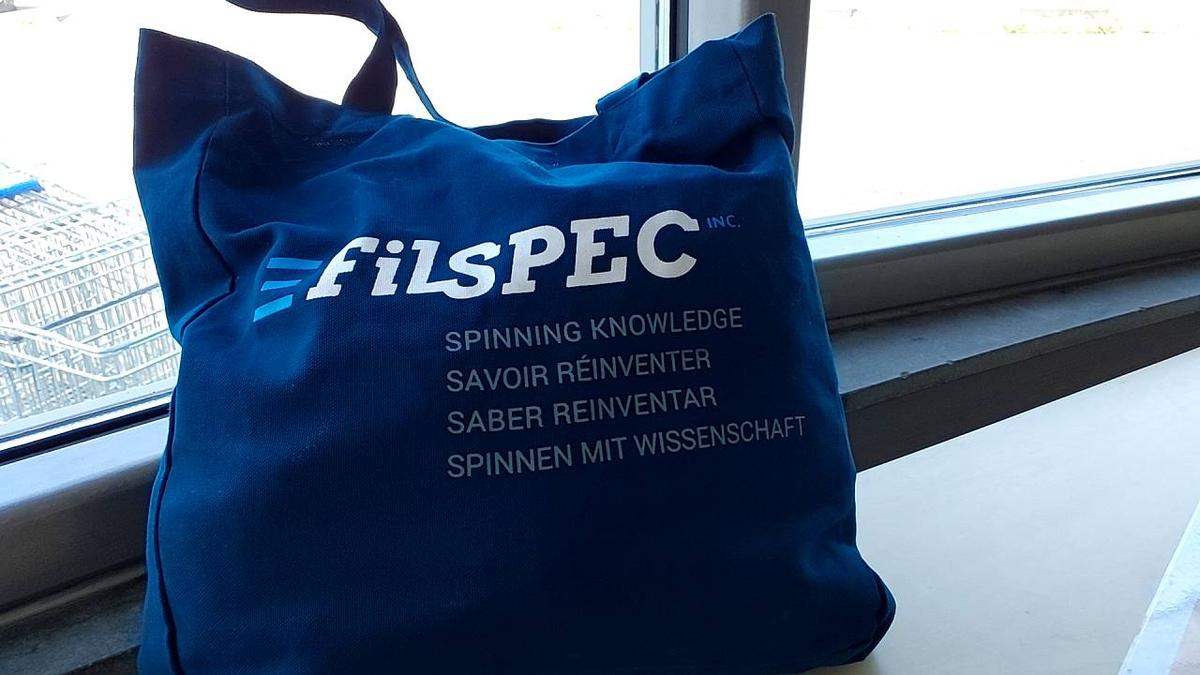 FiLSPEC INC.
SPINNING KNOWLEDGE
SAVOIR RÉINVENTER
SABER REINVENTAR
SPINNEN MIT WISSENSCHAFT